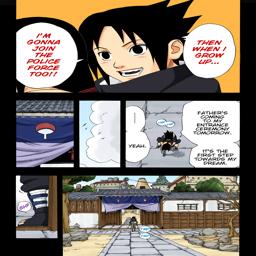 THEN WHEN I
GROW
UP...
I'M
GONNA
JOIN
THE
POLICE
FORCE
TOO!!
FATHER'S
COMING
TO MY
ENTRANCE
CEREMONY
TOMORROW.
IT'S THE
FIRST STEP
TOWARDS MY
DREAM.
YEAH.